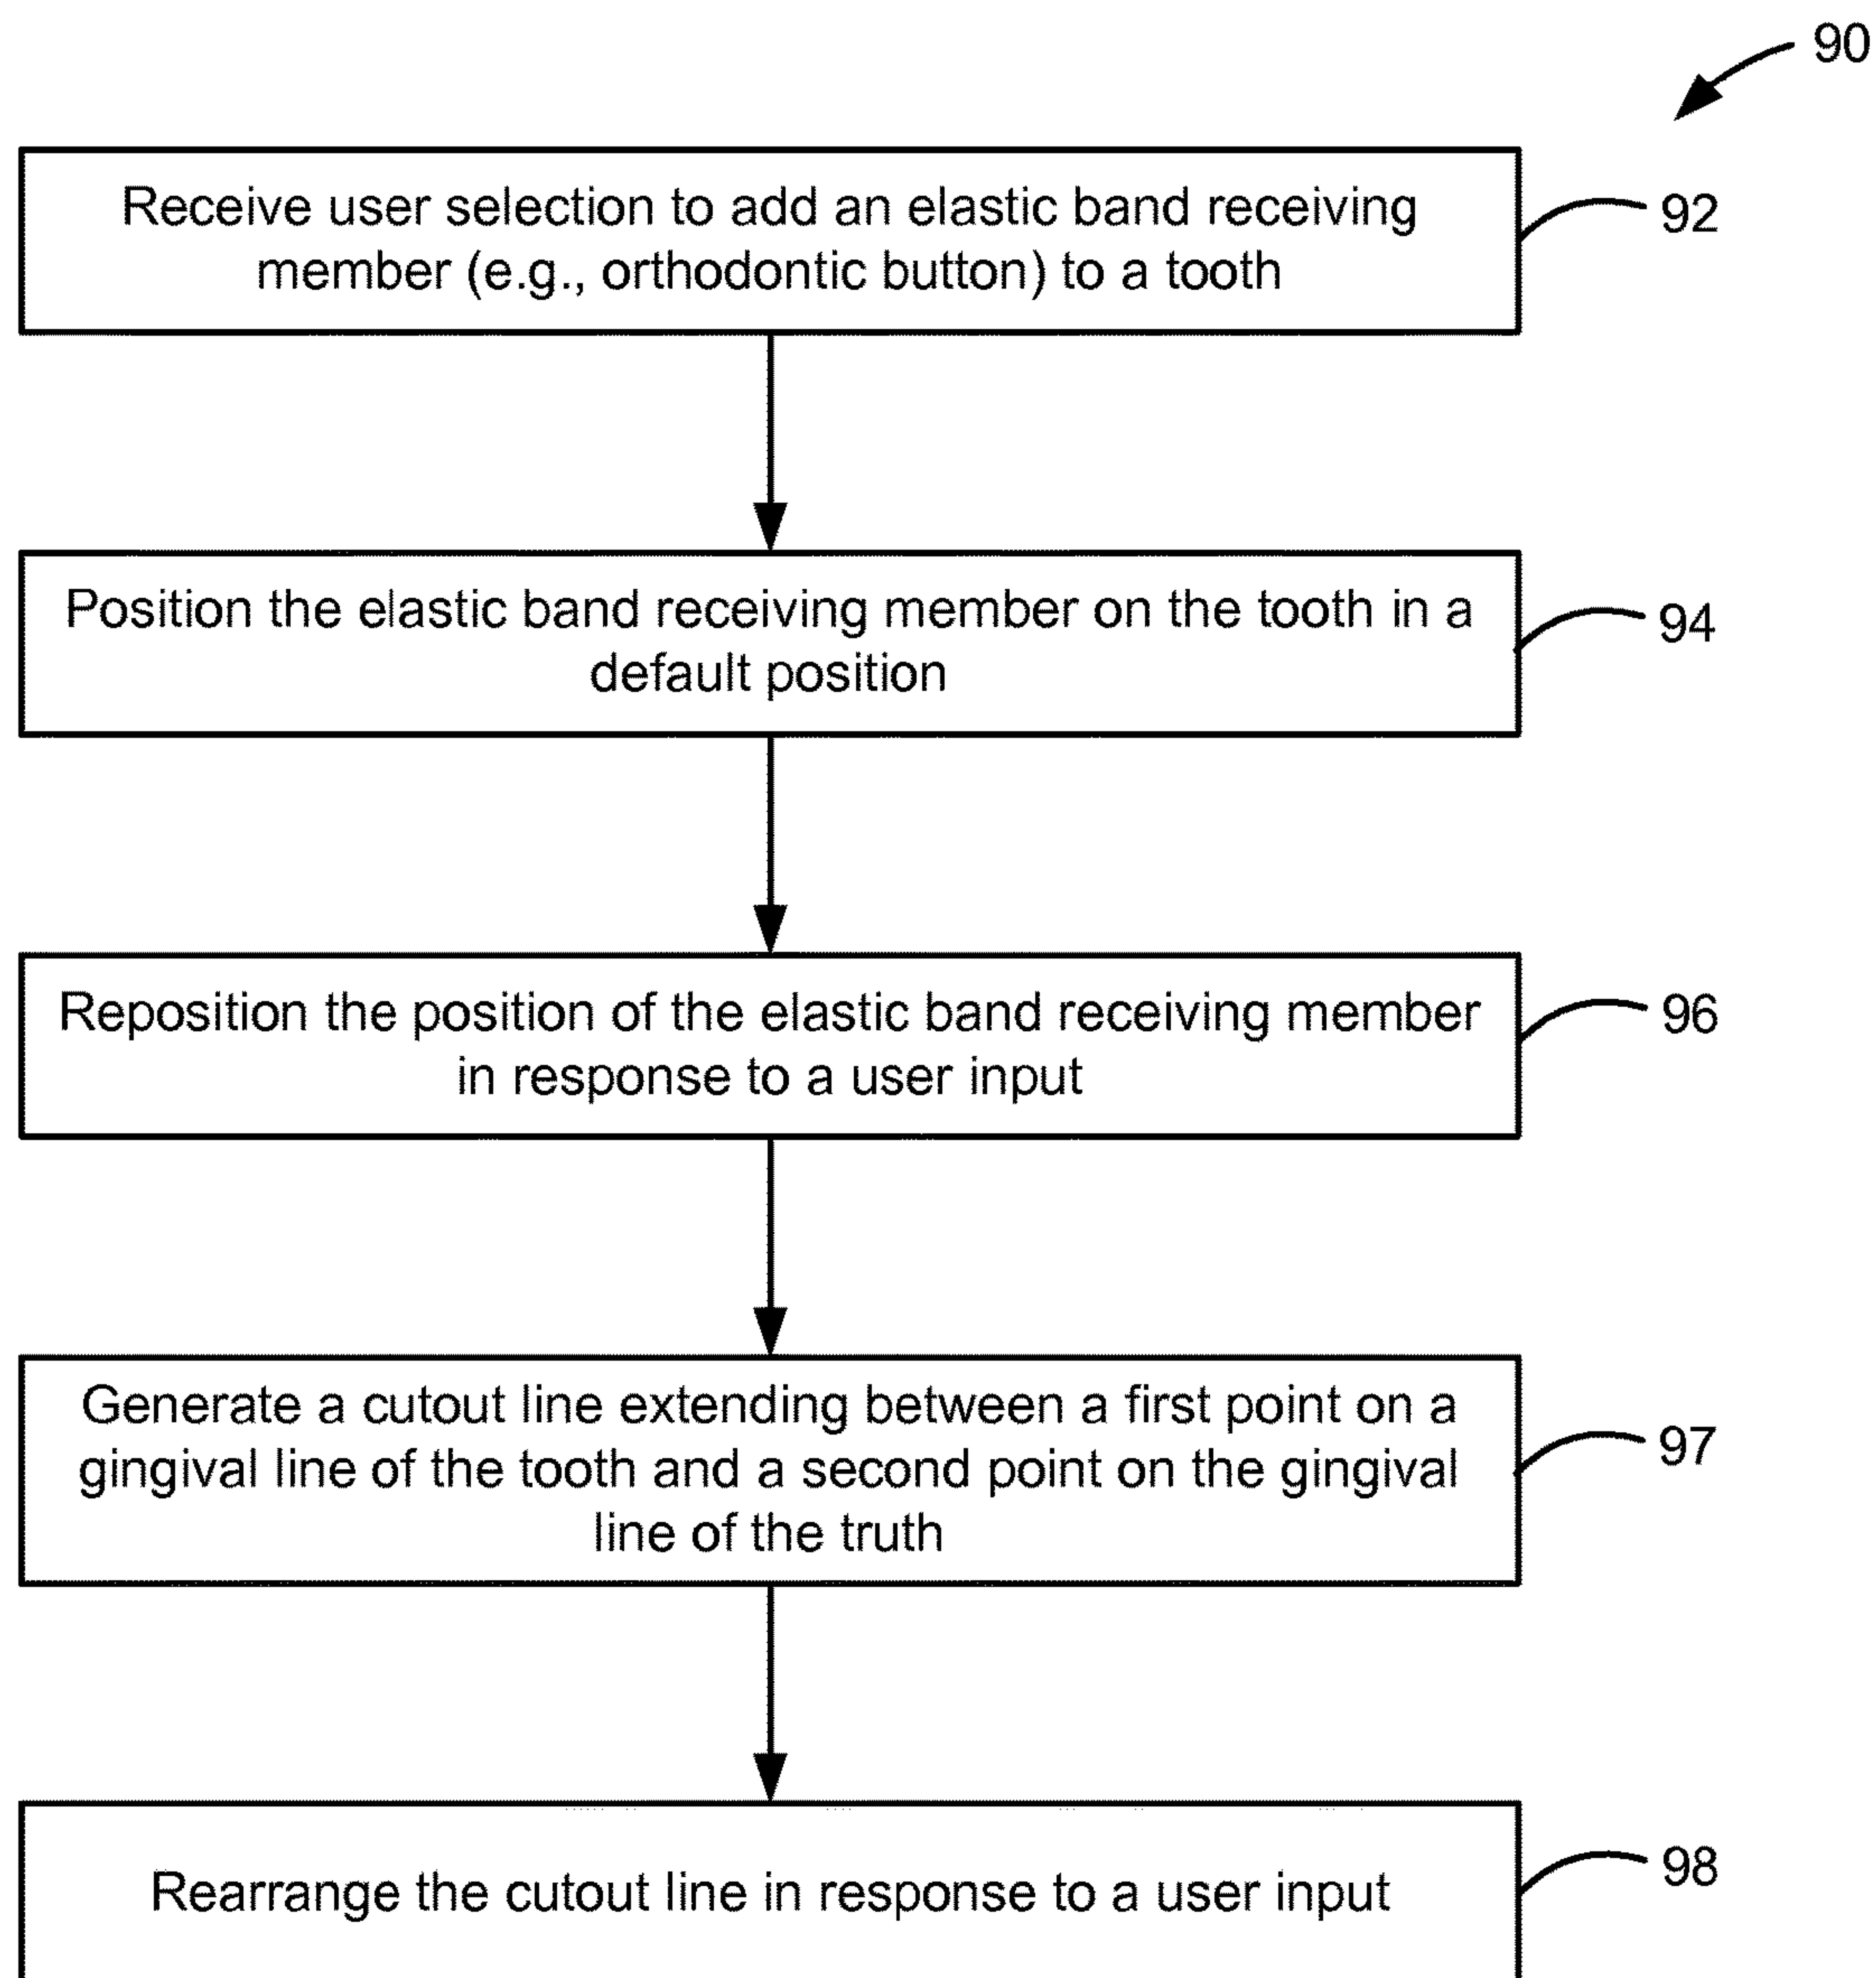 90
Receive user selection to add an elastic band receiving
member (e.g., orthodontic button) to a tooth
92
Position the elastic band receiving member on the tooth in a
default position
94
Reposition the position of the elastic band receiving member
in response to a user input
96
Generate a cutout line extending between a first point on a
gingival line of the tooth and a second point on the gingival
line of the truth
97
Rearrange the cutout line in response to a user input
98